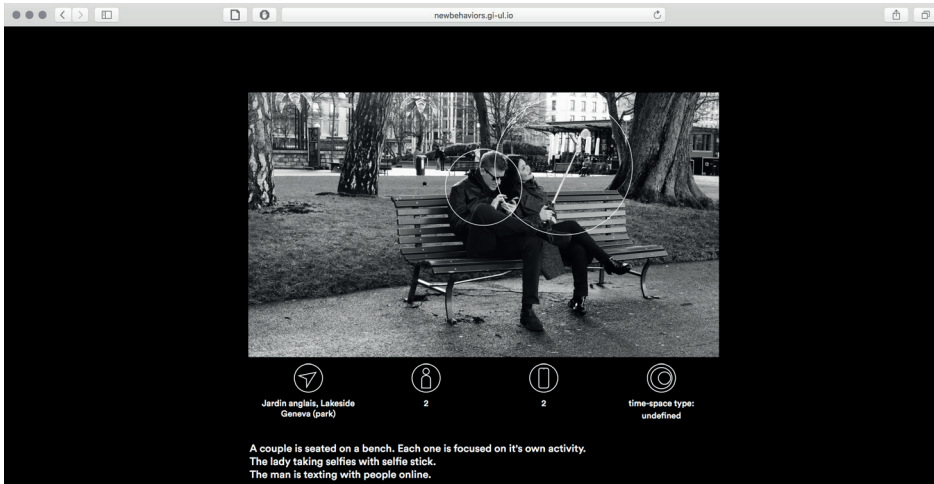 newbehaviors.gi-ul.io
Jardin anglais, Lakeside
Geneva (park)
2
2
time-space type:
undefined
A couple is seated on a bench. Each one is focused on it's own activity.
The lady taking selfies with selfie stick.
The man is texting with people online.